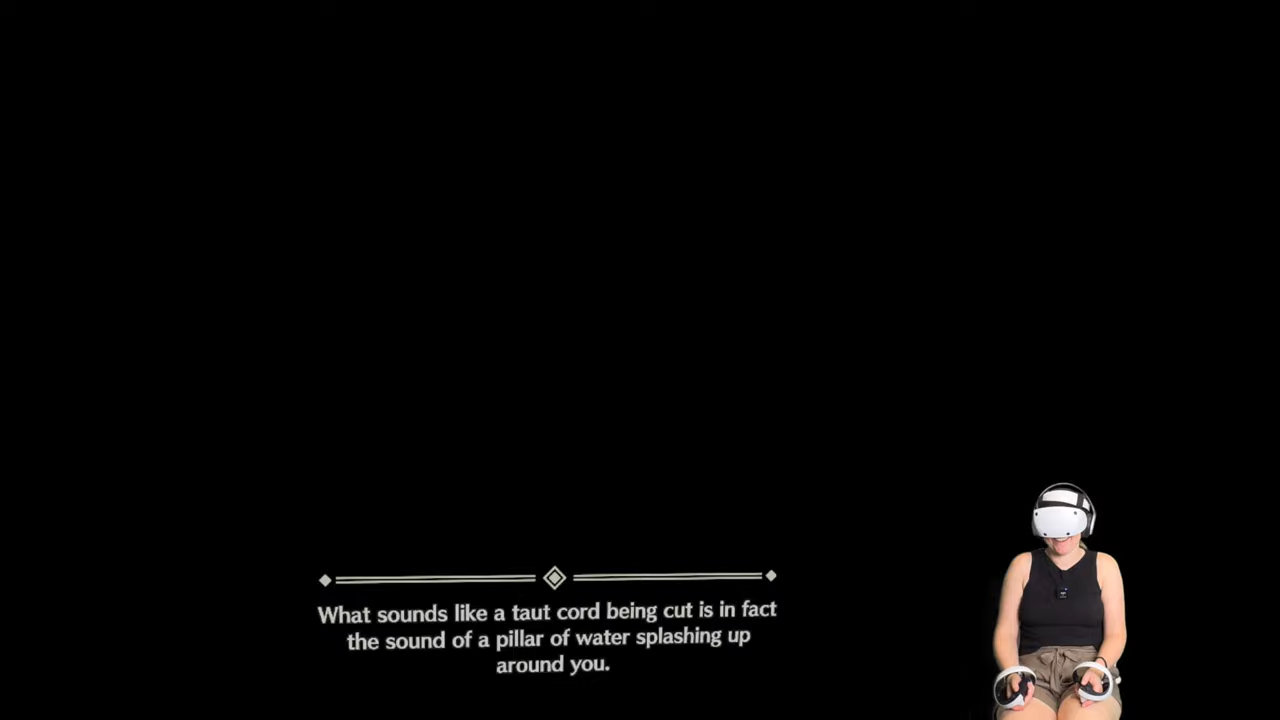 What sounds like a taut cord being cut is in fact
the sound of a pillar of water splashing up
around you.